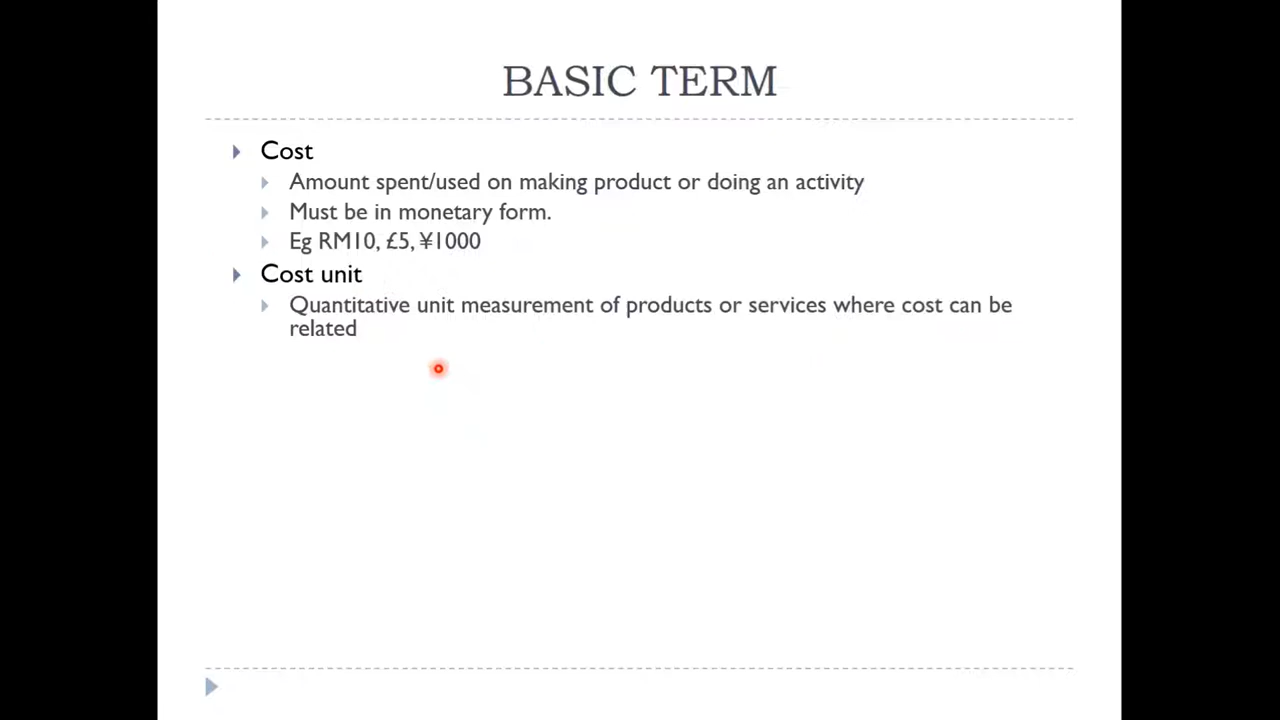 BASIC TERM
Cost
Amount spent/used on making product or doing an activity
Must be in monetary form.
Eg RM10, £5, ¥1000
Cost unit
Quantitative unit measurement of products or services where cost can be
related